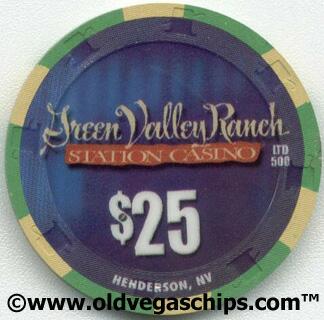 Green Valley Ranch
STATION CASINO
LTD
500
$25
HENDERSON, NV
©www.oldvegaschips.com™